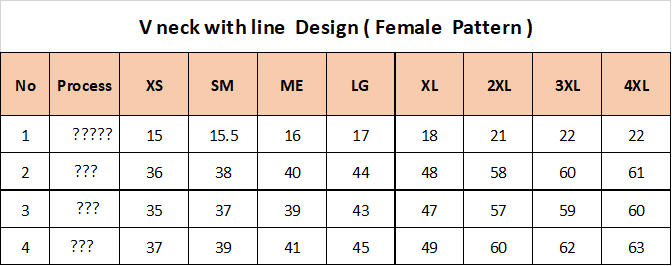 V neck with line Design ( Female Pattern )
No Process XS SM ME LG XL 2XL 3XL 4XL
1 ????? 15 15.5 16 17 18 21 22 22
2 ??? 36 38 40 44 48 58 60 61
3 ??? 35 37 39 43 47 57 59 60
4 ??? 37 39 41 45 49 60 62 63